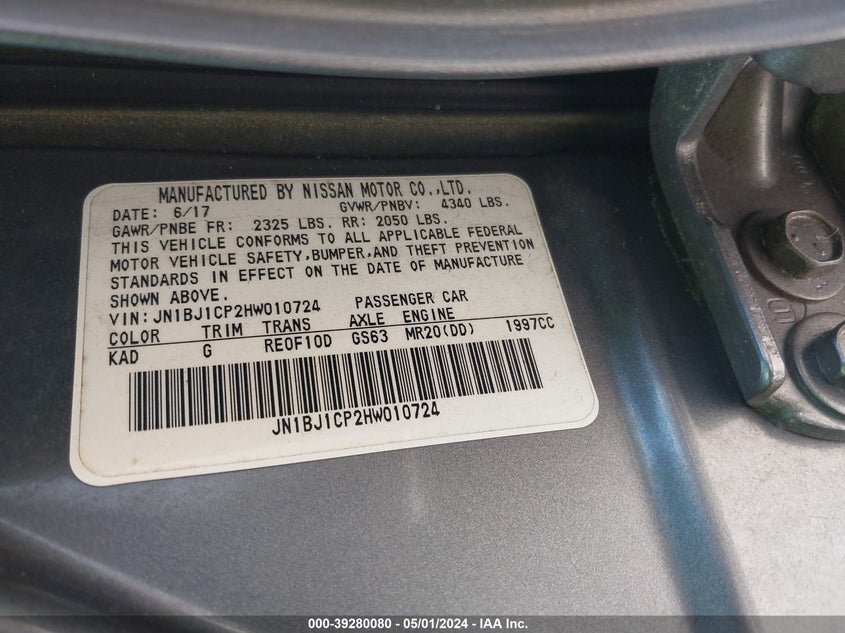 MANUFACTURED BY NISSAN MOTOR CO.,LTD.
DATE: 6/17 GVWR/PNBV: 4340 LBS.
GAWR/PNBE FR: 2325 LBS. RR: 2050 LBS.
THIS VEHICLE CONFORMS TO ALL APPLICABLE FEDERAL
MOTOR VEHICLE SAFETY,BUMPER,AND THEFT PREVENTION
STANDARDS IN EFFECT ON THE DATE OF MANUFACTURE
SHOWN ABOVE.
VIN: JN1BJ1CP2HW010724 PASSENGER CAR
COLOR TRIM TRANS AXLE ENGINE
KAD G RE0F10D GS63 MR20(DD) 1997CC
JN1BJ1CP2HW010724
000-39280080 - 05/01/2024 - IAA Inc.